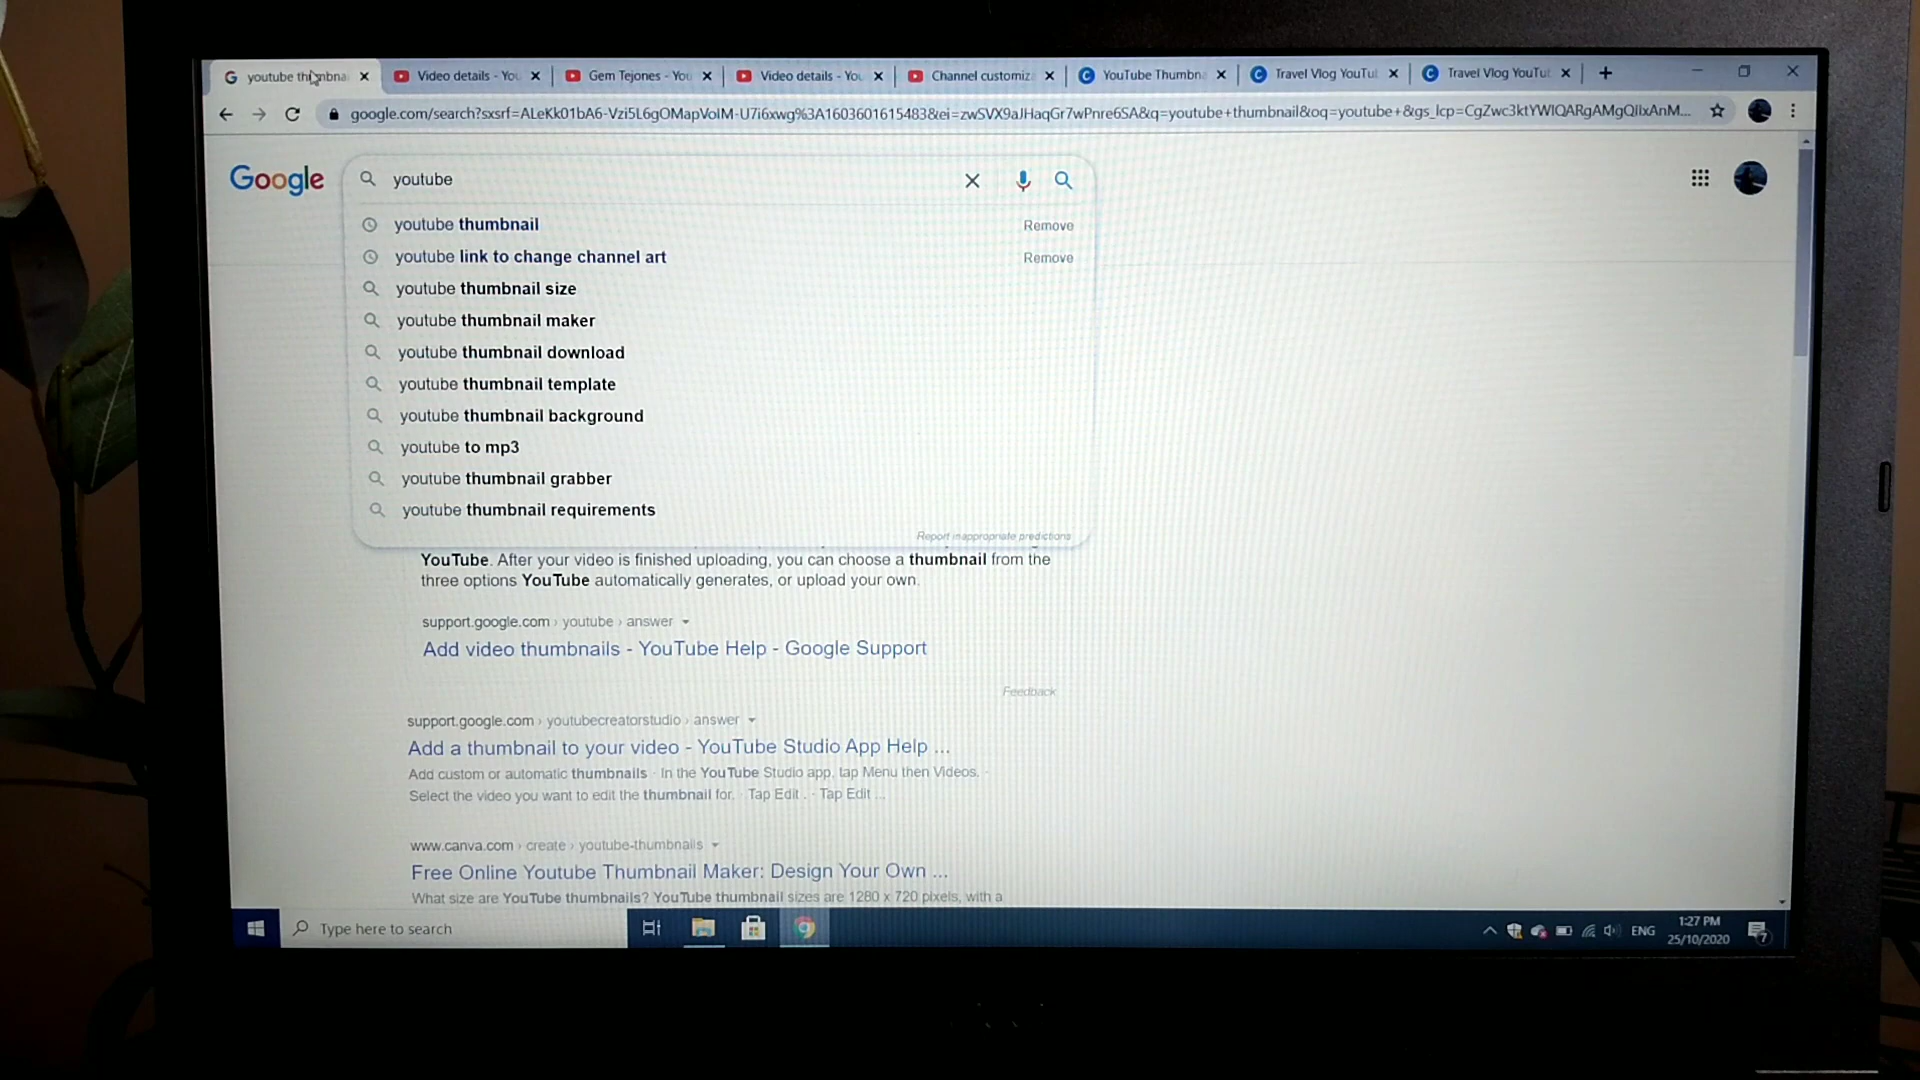 youtube thumbna
Video details - You
Gem Tejones - You
Video details - You
Channel customiz
YouTube Thumbna
Travel Vlog YouTu
Travel Vlog YouTu
google.com/search?sxsrf=ALeKk01bA6-Vzi5L6gOMapVolM-U7i6xwg%3A1603601615483&ei=zwSVX9aJHaqGr7wPnre6SA&q=youtube+thumbnail&oq=youtube+&gs_lcp=CgZwc3ktYWIQARgAMgQIIxAnM...
Google
youtube
youtube thumbnail Remove
youtube link to change channel art Remove
youtube thumbnail size
youtube thumbnail maker
youtube thumbnail download
youtube thumbnail template
youtube thumbnail background
youtube to mp3
youtube thumbnail grabber
youtube thumbnail requirements
Report inappropriate predictions
YouTube. After your video is finished uploading, you can choose a thumbnail from the
three options YouTube automatically generates, or upload your own.
support.google.com › youtube › answer
Add video thumbnails - YouTube Help - Google Support
Feedback
support.google.com › youtubecreatorstudio › answer
Add a thumbnail to your video - YouTube Studio App Help ...
Add custom or automatic thumbnails · In the YouTube Studio app, tap Menu then Videos. ·
Select the video you want to edit the thumbnail for. · Tap Edit . · Tap Edit ...
www.canva.com › create › youtube-thumbnails
Free Online Youtube Thumbnail Maker: Design Your Own ...
What size are YouTube thumbnails? YouTube thumbnail sizes are 1280 x 720 pixels, with a
Type here to search
ENG
1:27 PM
25/10/2020
7